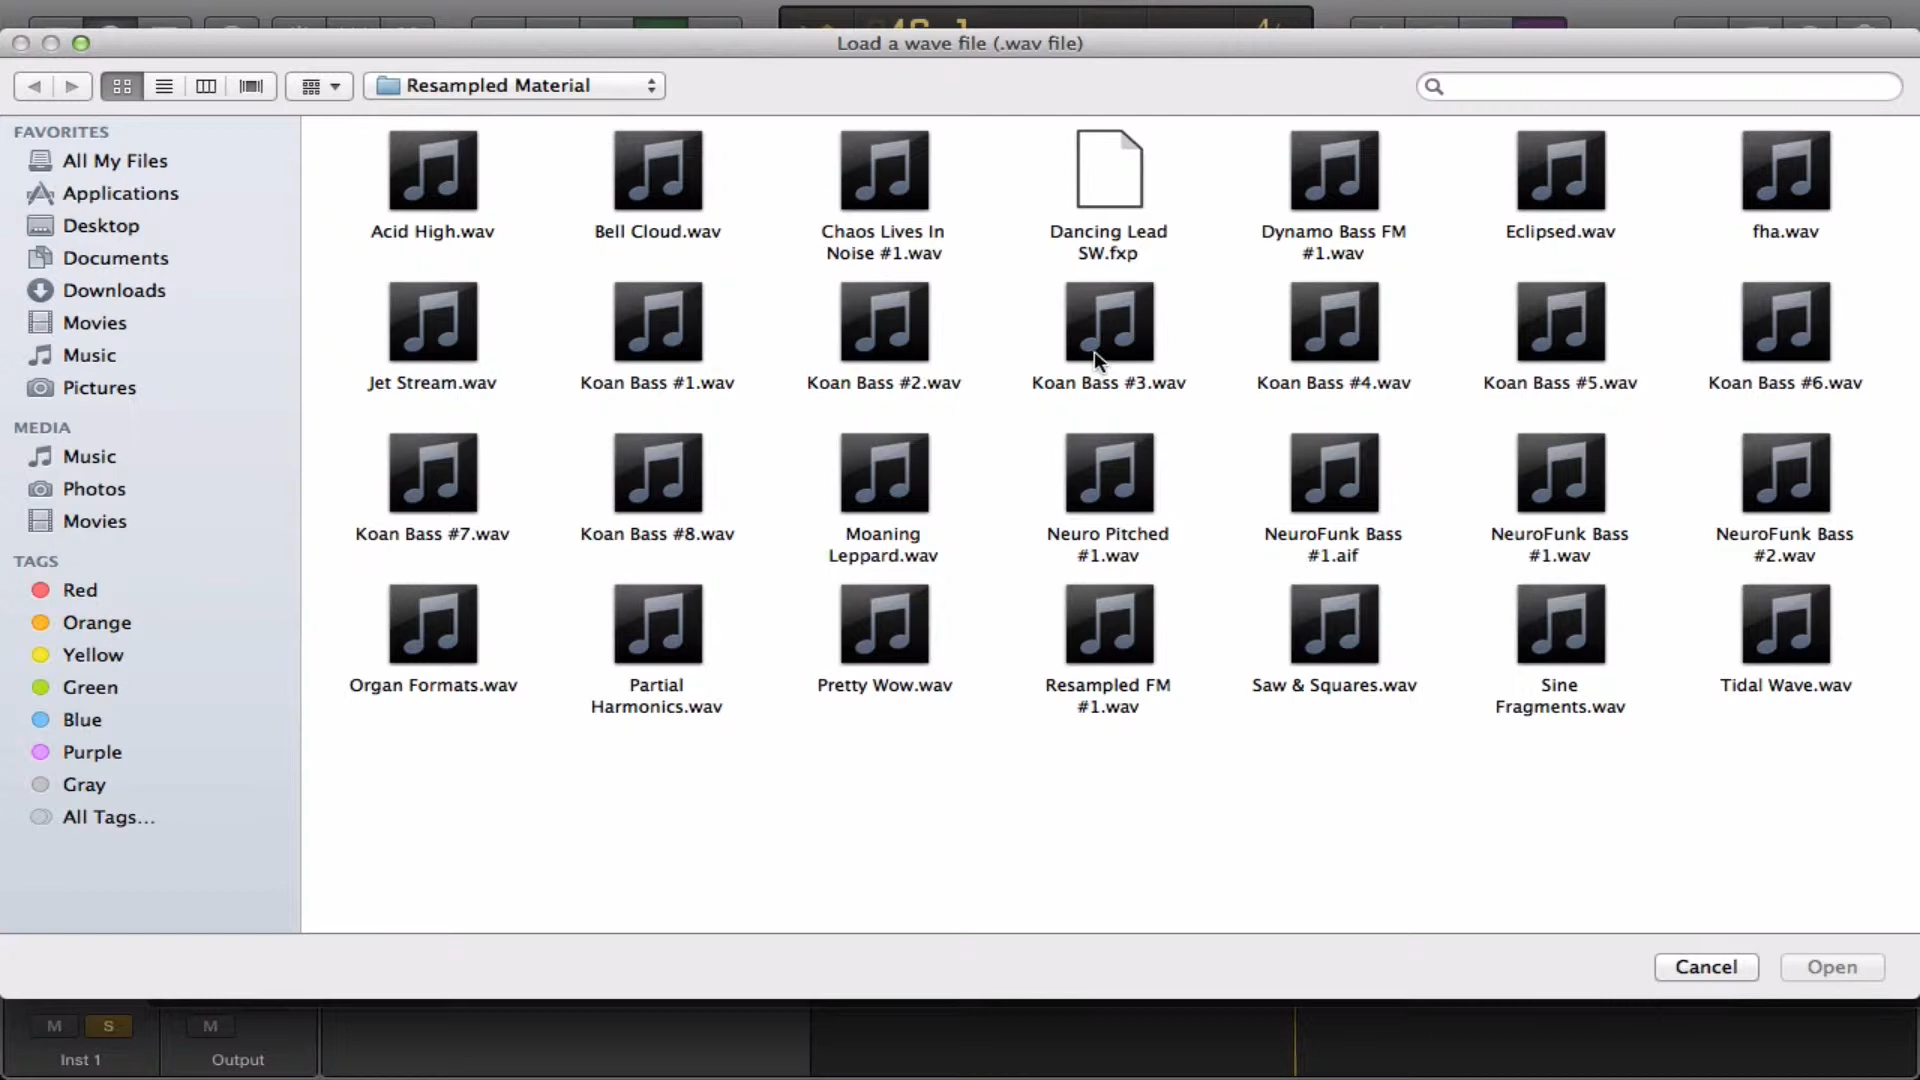 Load a wave file (.wav file)
Resampled Material
FAVORITES
All My Files
Applications
Desktop
Documents
Downloads
Movies
Music
Pictures
MEDIA
Music
Photos
Movies
TAGS
Red
Orange
Yellow
Green
Blue
Purple
Gray
All Tags...
Acid High.wav
Bell Cloud.wav
Chaos Lives In
Noise #1.wav
Dancing Lead
SW.fxp
Dynamo Bass FM
#1.wav
Eclipsed.wav
fha.wav
Jet Stream.wav
Koan Bass #1.wav
Koan Bass #2.wav
Koan Bass #3.wav
Koan Bass #4.wav
Koan Bass #5.wav
Koan Bass #6.wav
Koan Bass #7.wav
Koan Bass #8.wav
Moaning
Leppard.wav
Neuro Pitched
#1.wav
NeuroFunk Bass
#1.aif
NeuroFunk Bass
#1.wav
NeuroFunk Bass
#2.wav
Organ Formats.wav
Partial
Harmonics.wav
Pretty Wow.wav
Resampled FM
#1.wav
Saw & Squares.wav
Sine
Fragments.wav
Tidal Wave.wav
Cancel
Open
M S
M
Inst 1
Output